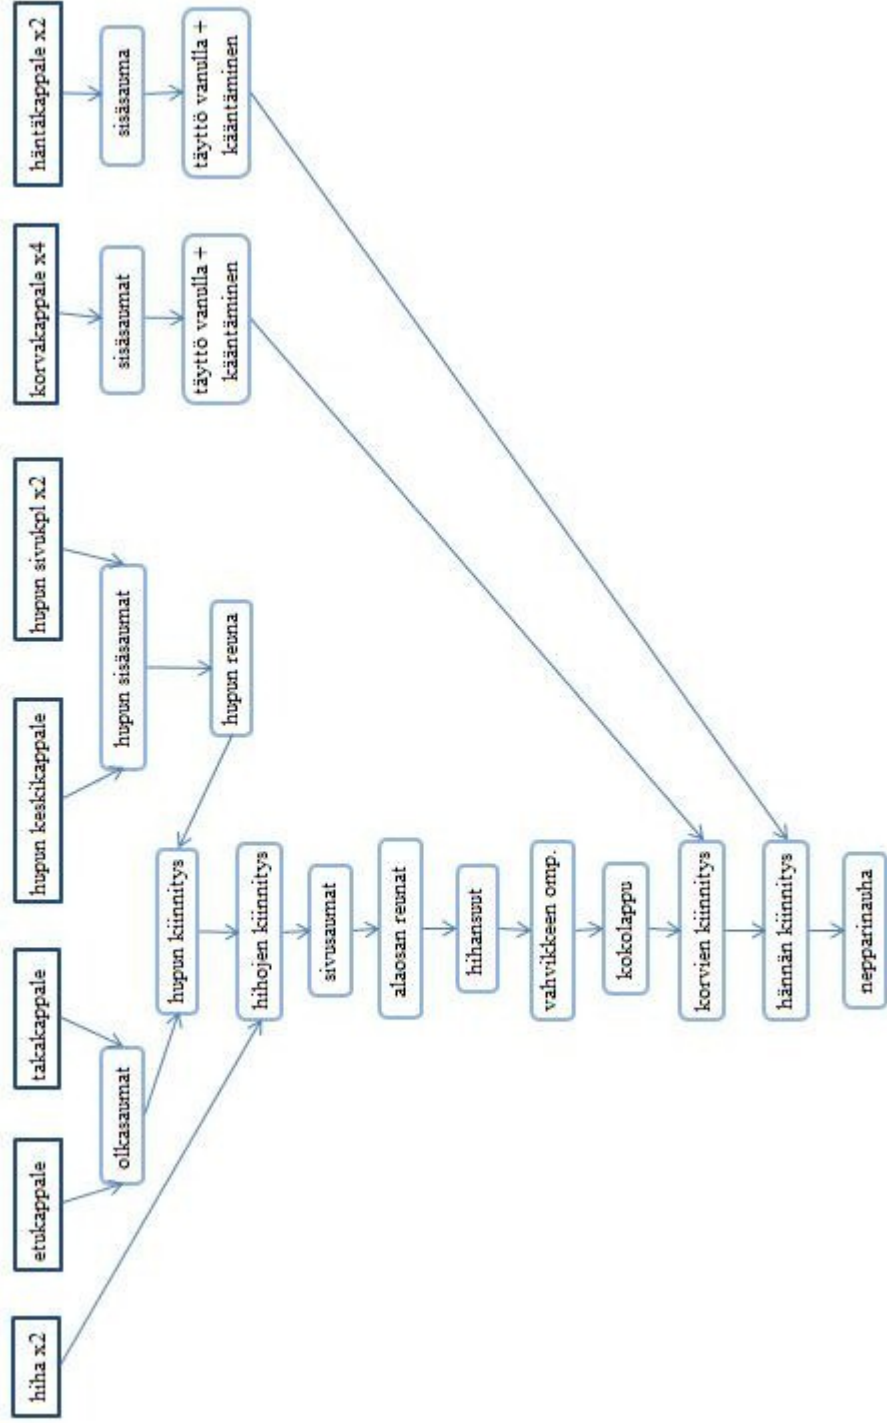 hiha x2
etukappale
takakappale
hupun keskikappale
hupun sivukpl x2
korvakappale x4
häntäkappale x2
olkasaumat
hupun sisäsaumat
sisäsaumat
sisäsauma
hupun kiinnitys
hupun reuna
täyttö vanulla +
kääntäminen
täyttö vanulla +
kääntäminen
hihojen kiinnitys
sivusaumat
alaosan reunat
hihansuut
vahvikkeen omp.
kokolappu
korvien kiinnitys
hännän kiinnitys
nepparinauha